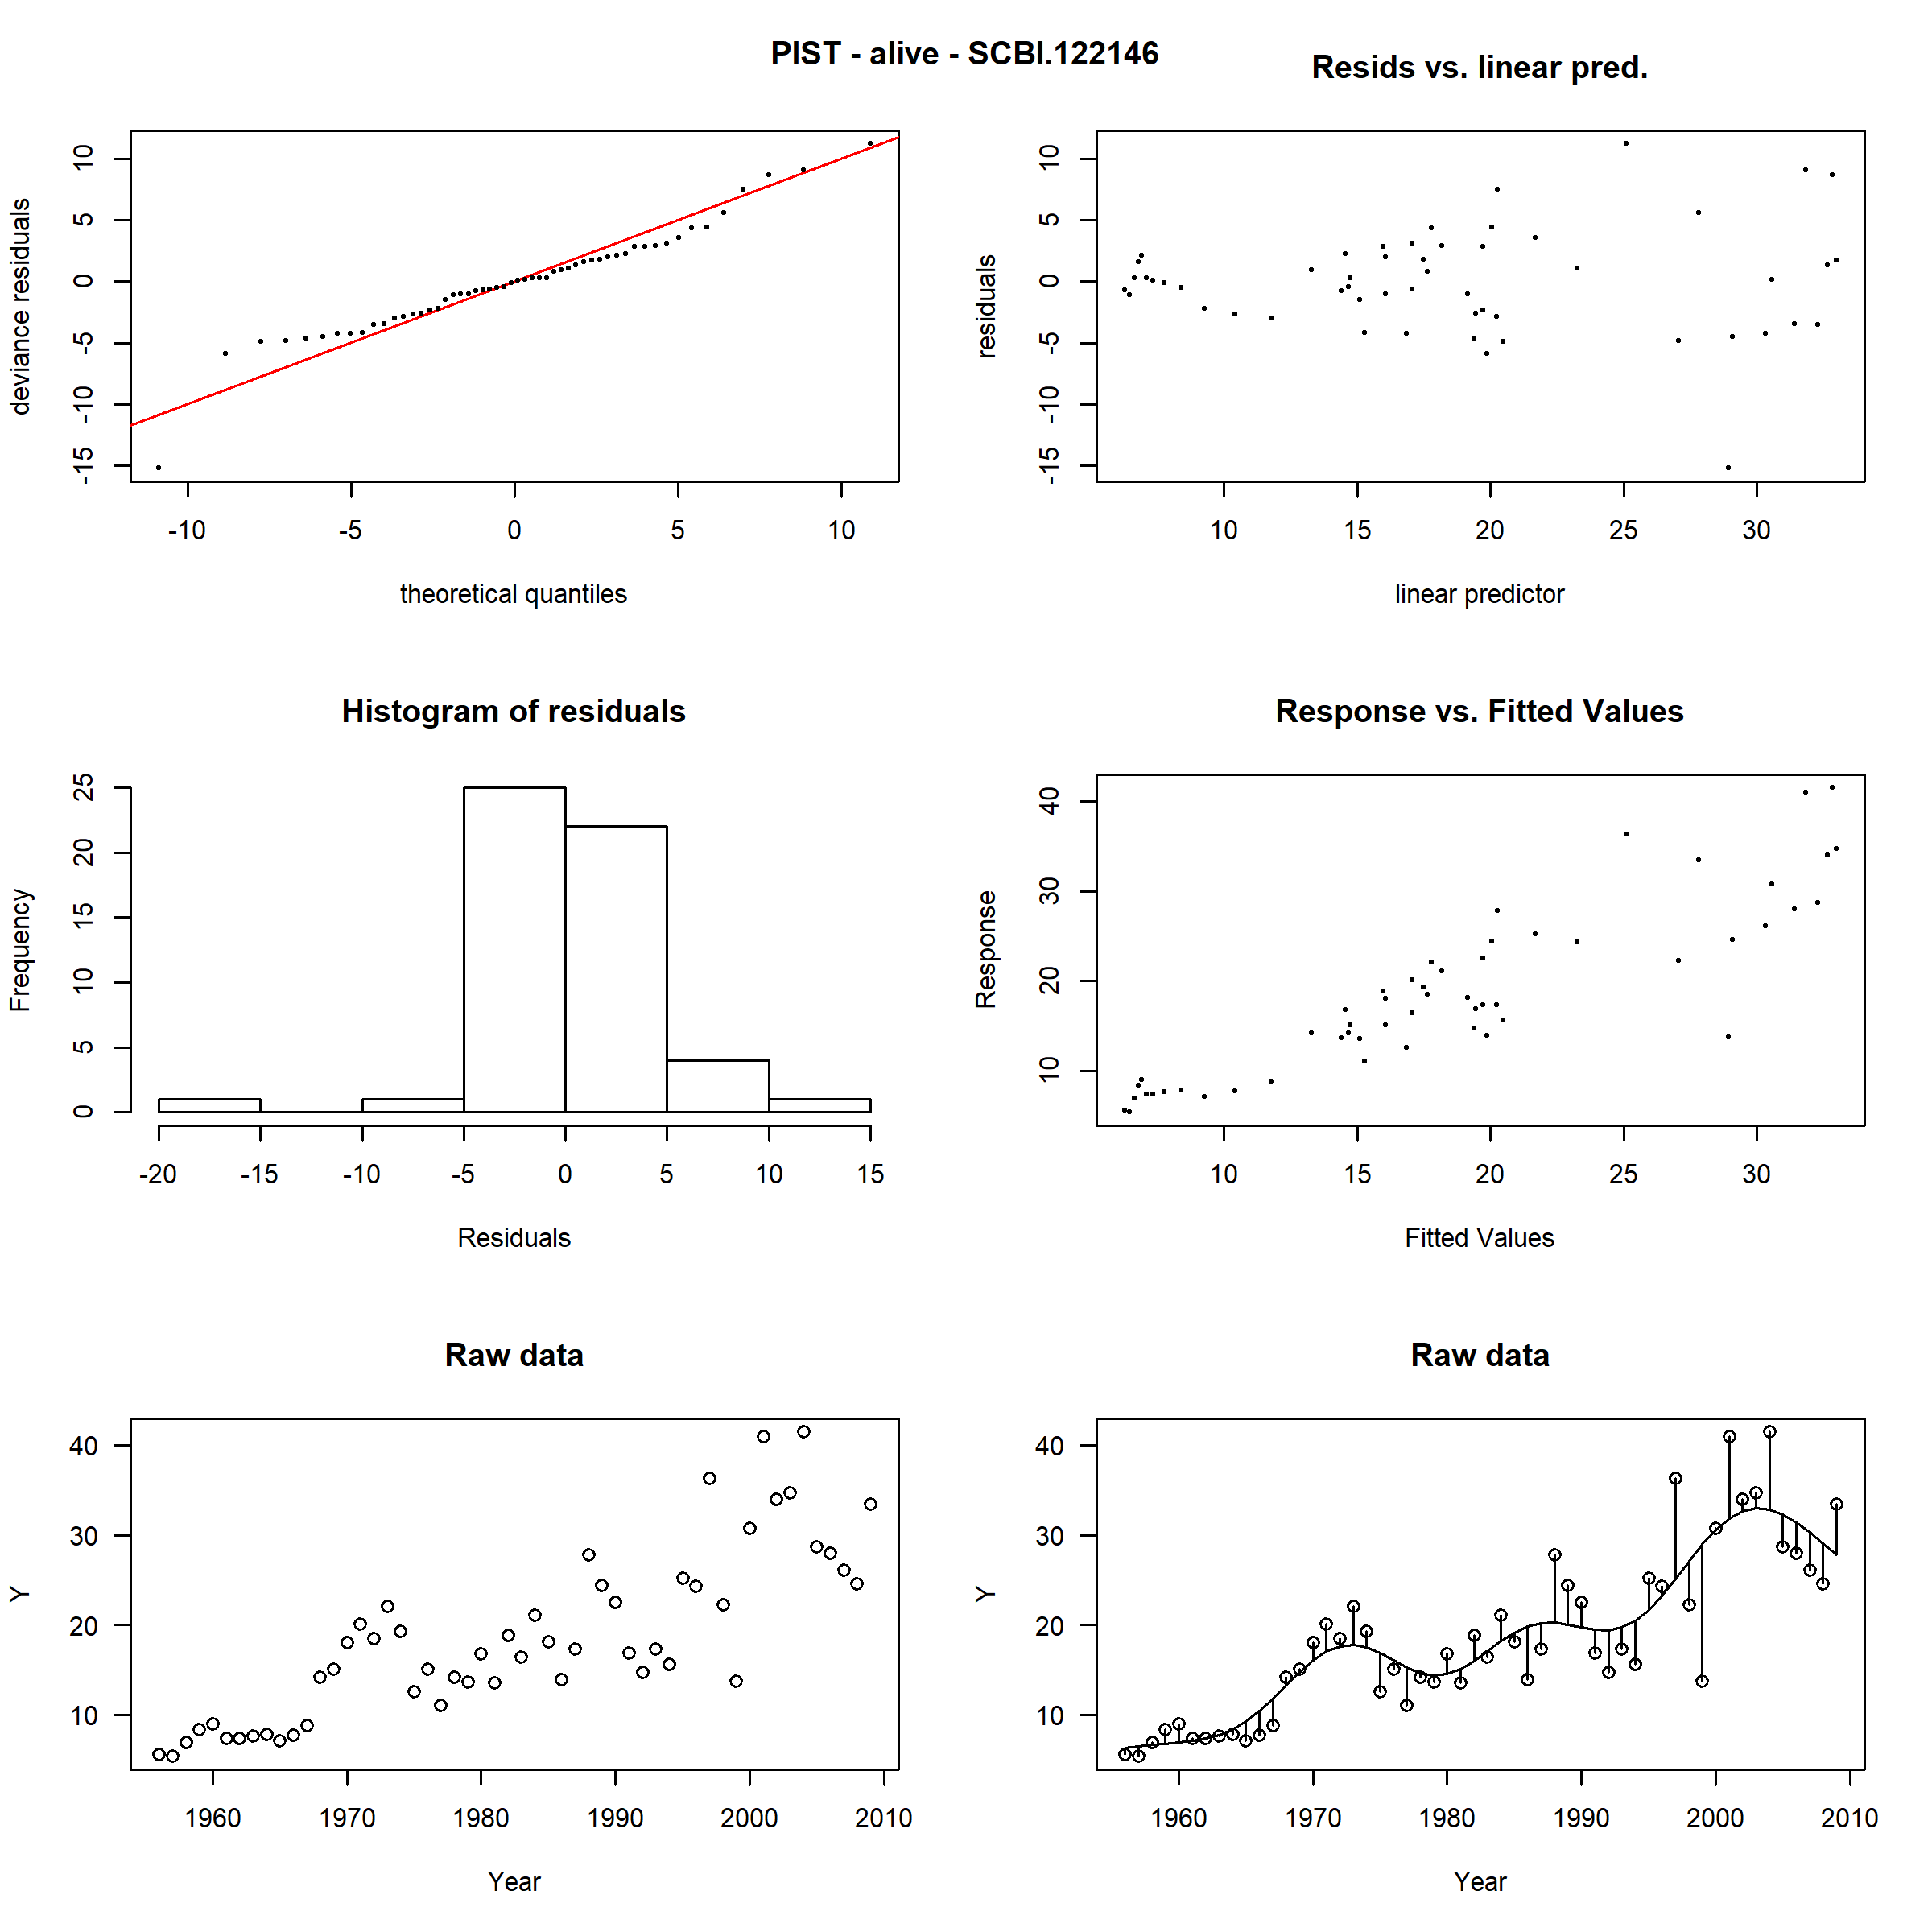 PIST - alive - SCBI.122146
Resids vs. linear pred.
deviance residuals
-15 -10 -5 0 5 10
-10 -5 0 5 10
theoretical quantiles
residuals
-15 -10 -5 0 5 10
10 15 20 25 30
linear predictor
Histogram of residuals
Frequency
0 5 10 15 20 25
-20 -15 -10 -5 0 5 10 15
Residuals
Response vs. Fitted Values
Response
10 20 30 40
10 15 20 25 30
Fitted Values
Raw data
Y
40
30
20
10
1960 1970 1980 1990 2000 2010
Year
Raw data
Y
40
30
20
10
1960 1970 1980 1990 2000 2010
Year